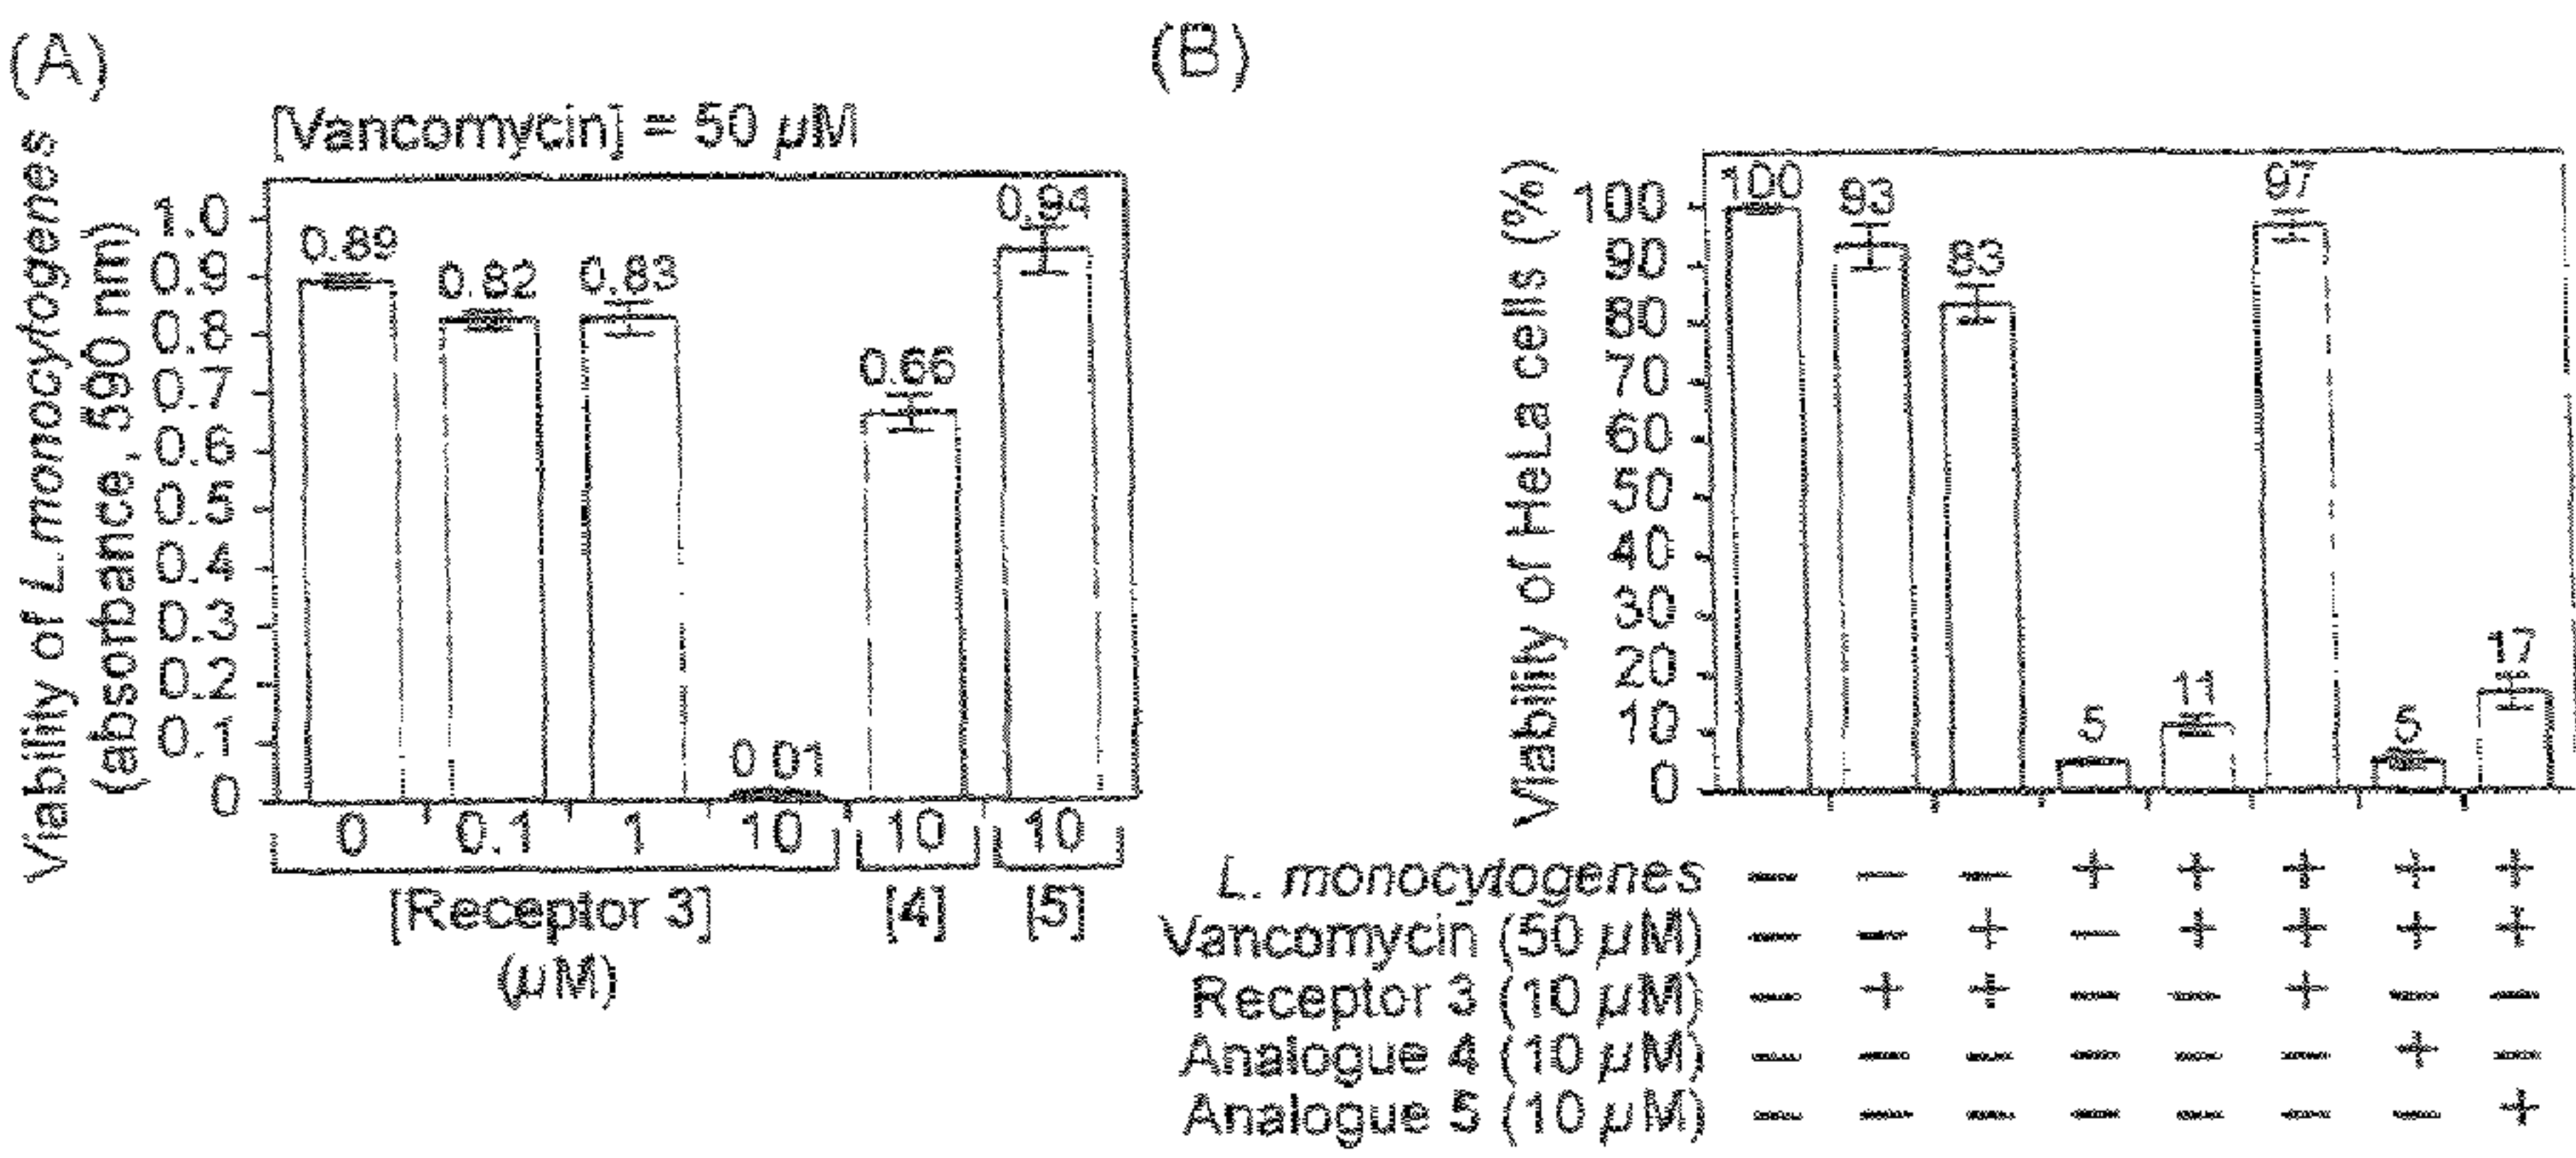 (A)
[Vancomycin] = 50 µM
Viability of L.monocytogenes
(absorbance, 590 nm)
1.0
0.9
0.8
0.7
0.6
0.5
0.4
0.3
0.2
0.1
0
0.89
0.82
0.83
0.01
0.66
0.94
0 0.1 1 10 10 10
[Receptor 3] [4] [5]
(µM)
(B)
Viability of HeLa cells (%)
100
90
80
70
60
50
40
30
20
10
0
100
93
83
5
11
97
5
17
L. monocytogenes − − − + + + + +
Vancomycin (50 µM) − − + − + + + +
Receptor 3 (10 µM) − + + − − + − −
Analogue 4 (10 µM) − − − − − − + −
Analogue 5 (10 µM) − − − − − − − +